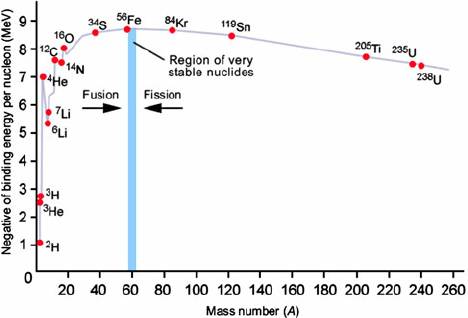 Negative of binding energy per nucleon (MeV)
9
8
7
6
5
4
3
2
1
0
¹²C
¹⁶O
¹⁴N
³⁴S
⁵⁶Fe
⁸⁴Kr
¹¹⁹Sn
²⁰⁵Ti
²³⁵U
²³⁸U
⁴He
⁷Li
⁶Li
³H
³He
²H
Region of very
stable nuclides
Fusion
Fission
20 40 60 80 100 120 140 160 180 200 220 240 260
Mass number (A)